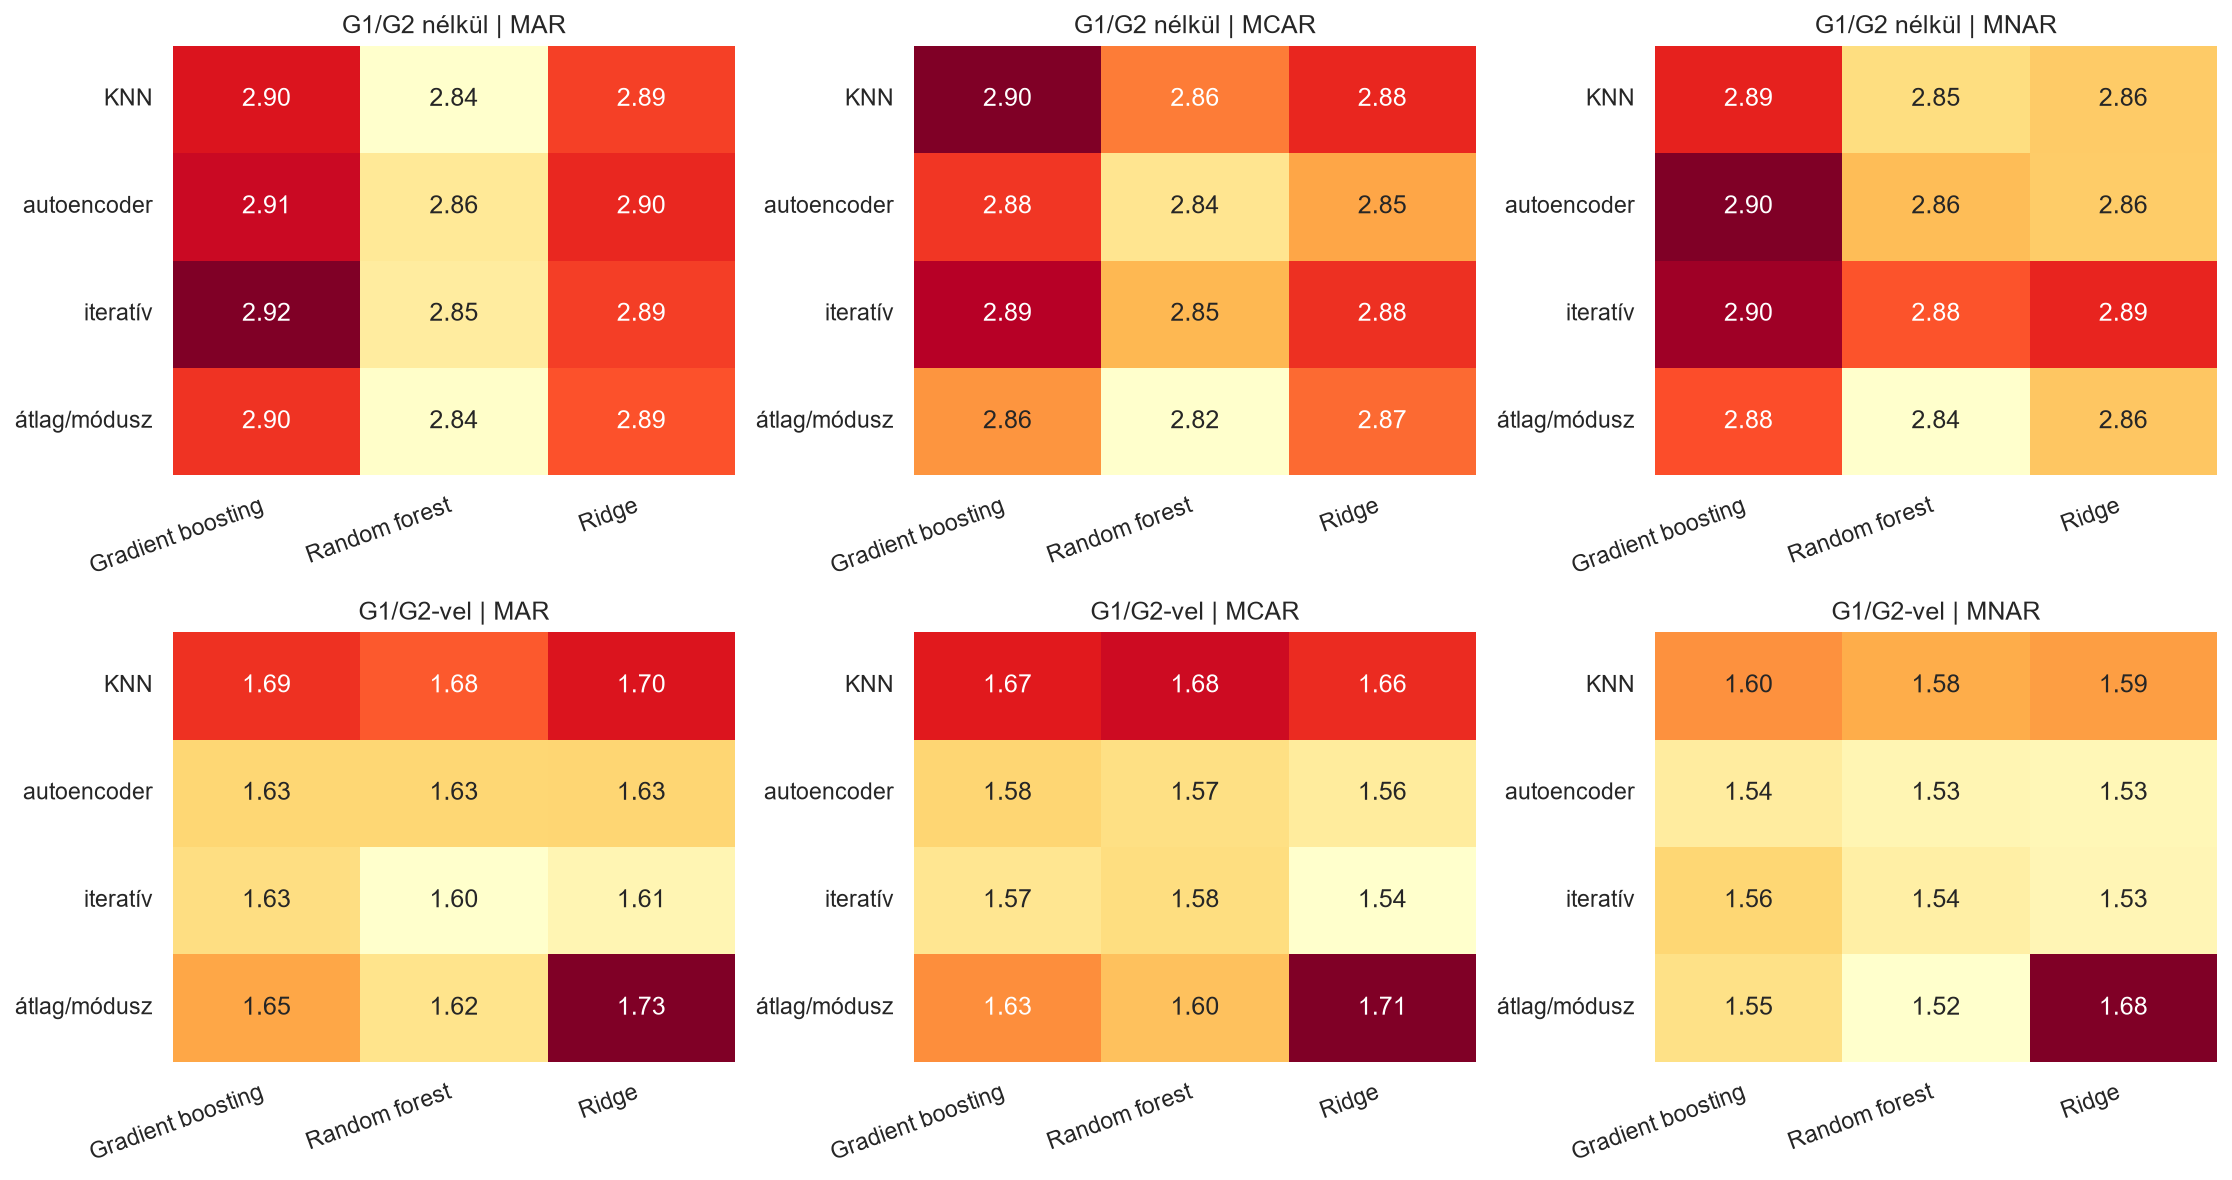 G1/G2 nélkül | MAR
KNN 2.90 2.84 2.89
autoencoder 2.91 2.86 2.90
iteratív 2.92 2.85 2.89
átlag/módusz 2.90 2.84 2.89
Gradient boosting Random forest Ridge
G1/G2 nélkül | MCAR
KNN 2.90 2.86 2.88
autoencoder 2.88 2.84 2.85
iteratív 2.89 2.85 2.88
átlag/módusz 2.86 2.82 2.87
Gradient boosting Random forest Ridge
G1/G2 nélkül | MNAR
KNN 2.89 2.85 2.86
autoencoder 2.90 2.86 2.86
iteratív 2.90 2.88 2.89
átlag/módusz 2.88 2.84 2.86
Gradient boosting Random forest Ridge
G1/G2-vel | MAR
KNN 1.69 1.68 1.70
autoencoder 1.63 1.63 1.63
iteratív 1.63 1.60 1.61
átlag/módusz 1.65 1.62 1.73
Gradient boosting Random forest Ridge
G1/G2-vel | MCAR
KNN 1.67 1.68 1.66
autoencoder 1.58 1.57 1.56
iteratív 1.57 1.58 1.54
átlag/módusz 1.63 1.60 1.71
Gradient boosting Random forest Ridge
G1/G2-vel | MNAR
KNN 1.60 1.58 1.59
autoencoder 1.54 1.53 1.53
iteratív 1.56 1.54 1.53
átlag/módusz 1.55 1.52 1.68
Gradient boosting Random forest Ridge